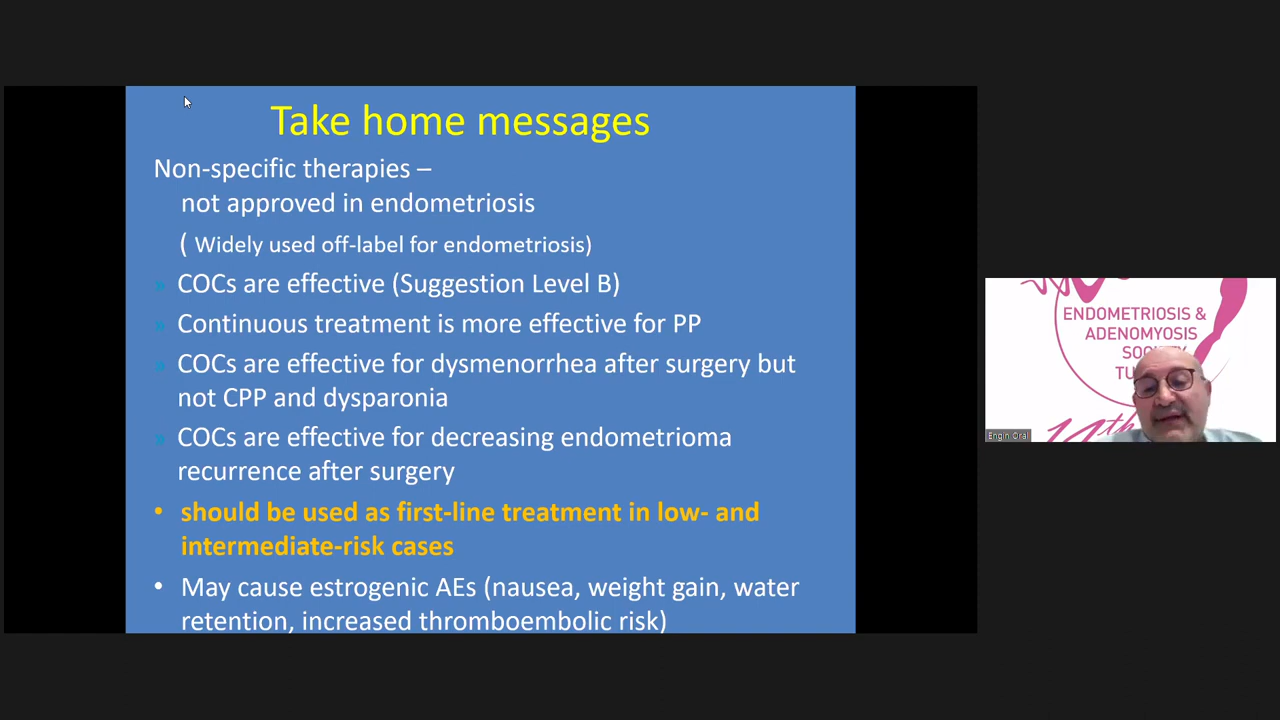 Take home messages
Non-specific therapies –
not approved in endometriosis
( Widely used off-label for endometriosis)
» COCs are effective (Suggestion Level B)
» Continuous treatment is more effective for PP
» COCs are effective for dysmenorrhea after surgery but
not CPP and dysparonia
» COCs are effective for decreasing endometrioma
recurrence after surgery
• should be used as first-line treatment in low- and
intermediate-risk cases
• May cause estrogenic AEs (nausea, weight gain, water
retention, increased thromboembolic risk)
ENDOMETRIOSIS &
ADENOMYOSIS
Engin Oral